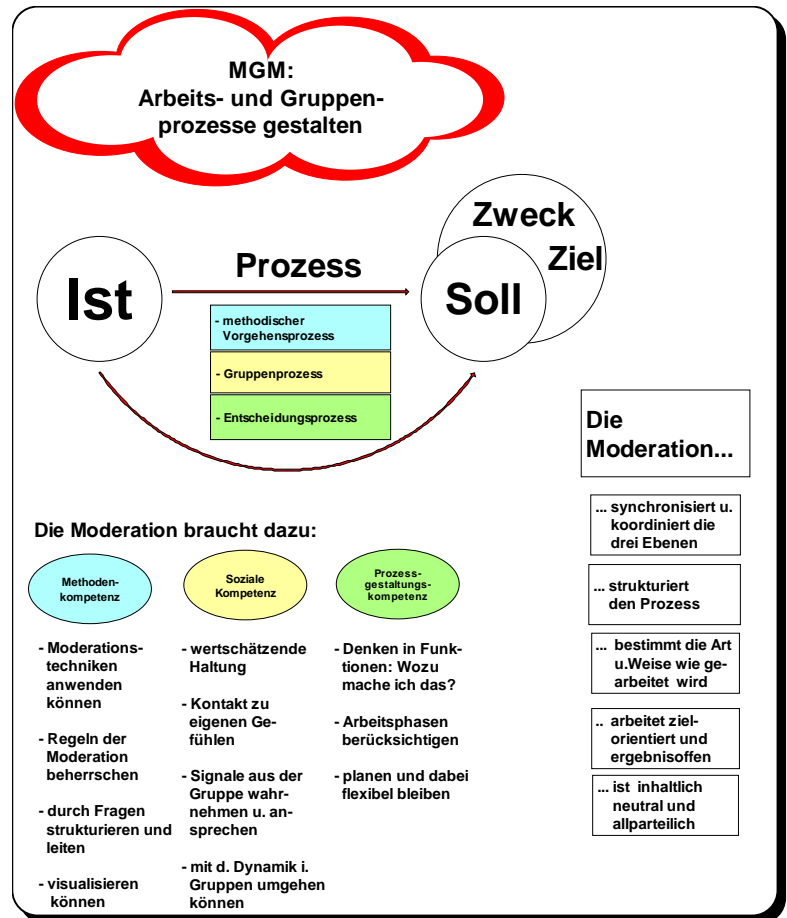 MGM:
Arbeits- und Gruppen-
prozesse gestalten
Zweck
Ziel
Prozess
Ist
Soll
- methodischer
Vorgehensprozess
- Gruppenprozess
- Entscheidungsprozess
Die
Moderation...
... synchronisiert u.
koordiniert die
drei Ebenen
... strukturiert
den Prozess
... bestimmt die Art
u.Weise wie ge-
arbeitet wird
.. arbeitet ziel-
orientiert und
ergebnisoffen
... ist inhaltlich
neutral und
allparteilich
Die Moderation braucht dazu:
Methoden-
kompetenz
- Moderations-
techniken
anwenden
können
- Regeln der
Moderation
beherrschen
- durch Fragen
strukturieren und
leiten
- visualisieren
können
Soziale
Kompetenz
- wertschätzende
Haltung
- Kontakt zu
eigenen Ge-
fühlen
- Signale aus der
Gruppe wahr-
nehmen u. an-
sprechen
- mit d. Dynamik i.
Gruppen umgehen
können
Prozess-
gestaltungs-
kompetenz
- Denken in Funk-
tionen: Wozu
mache ich das?
- Arbeitsphasen
berücksichtigen
- planen und dabei
flexibel bleiben